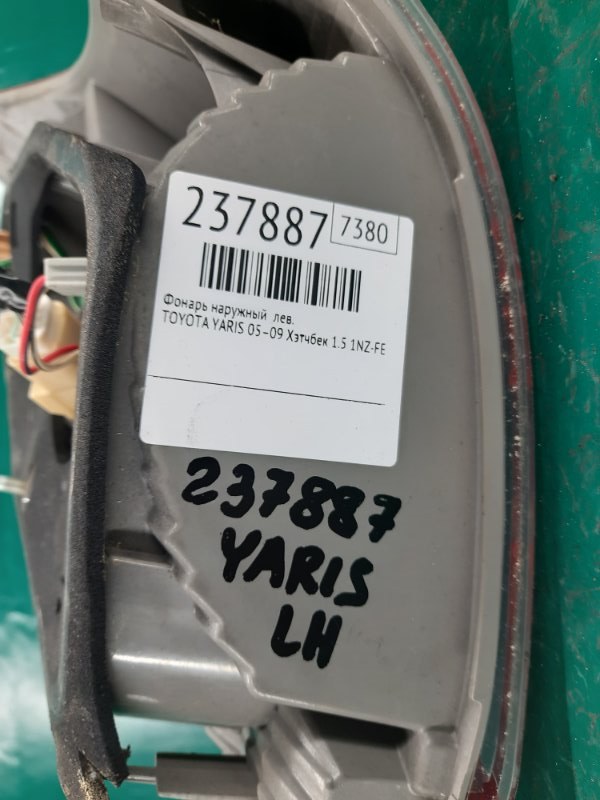 237887 7380
Фонарь наружный лев.
TOYOTA YARIS 05-09 Хэтчбек 1.5 1NZ-FE
237887
YARIS
LH